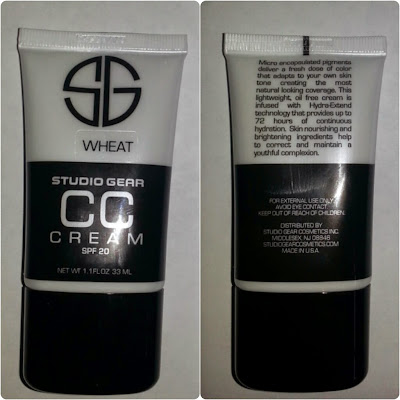 SG
WHEAT
STUDIO GEAR
CC
CREAM
SPF 20
NET WT 1.1FL.OZ 33 ML
Micro encapsulated pigments
deliver a fresh dose of color
that adapts to your own skin
tone creating the most
natural looking coverage. This
lightweight, oil free cream is
infused with Hydro-Extend
technology that provides up to
72 hours of continuous
hydration. Skin nourishing and
brightening ingredients help
to correct and maintain a
youthful complexion.
FOR EXTERNAL USE ONLY.
AVOID EYE CONTACT.
KEEP OUT OF REACH OF CHILDREN.
DISTRIBUTED BY
STUDIO GEAR COSMETICS INC.
MIDDLESEX, NJ 08846
STUDIOGEARCOSMETICS.COM
MADE IN U.S.A.